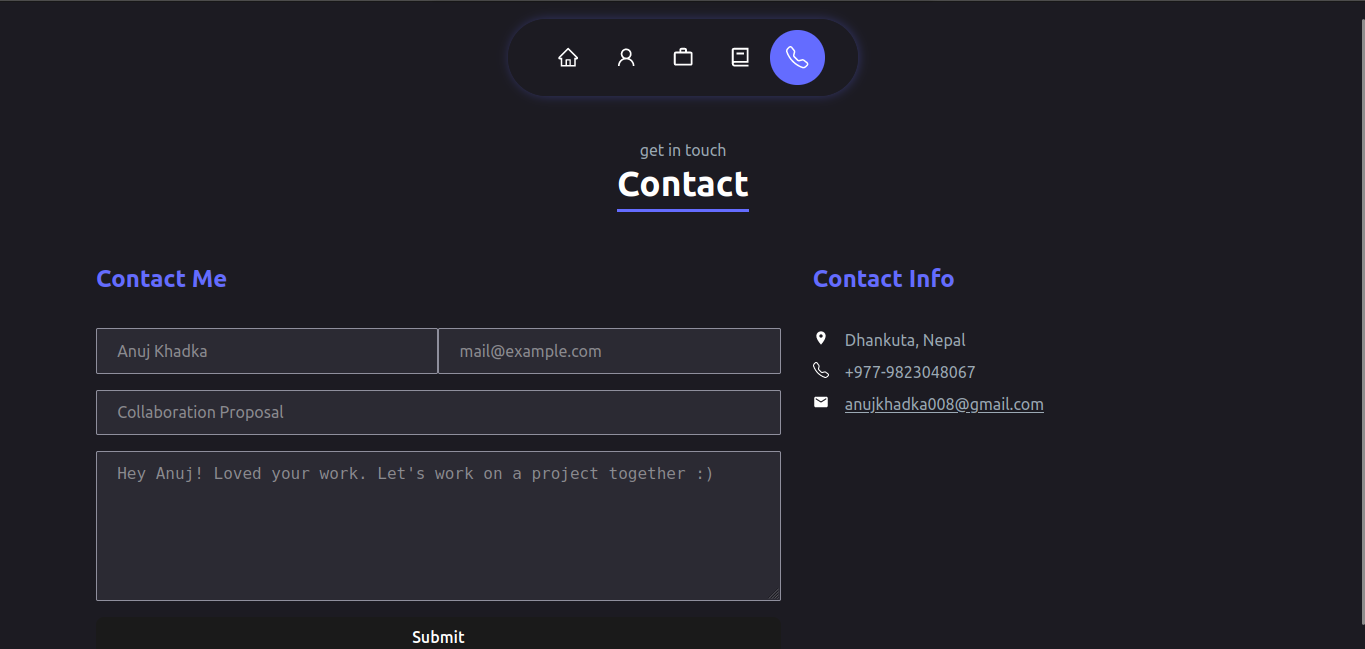 get in touch
Contact
Contact Me
Anuj Khadka
mail@example.com
Collaboration Proposal
Hey Anuj! Loved your work. Let's work on a project together :)
Submit
Contact Info
Dhankuta, Nepal
+977-9823048067
anujkhadka008@gmail.com